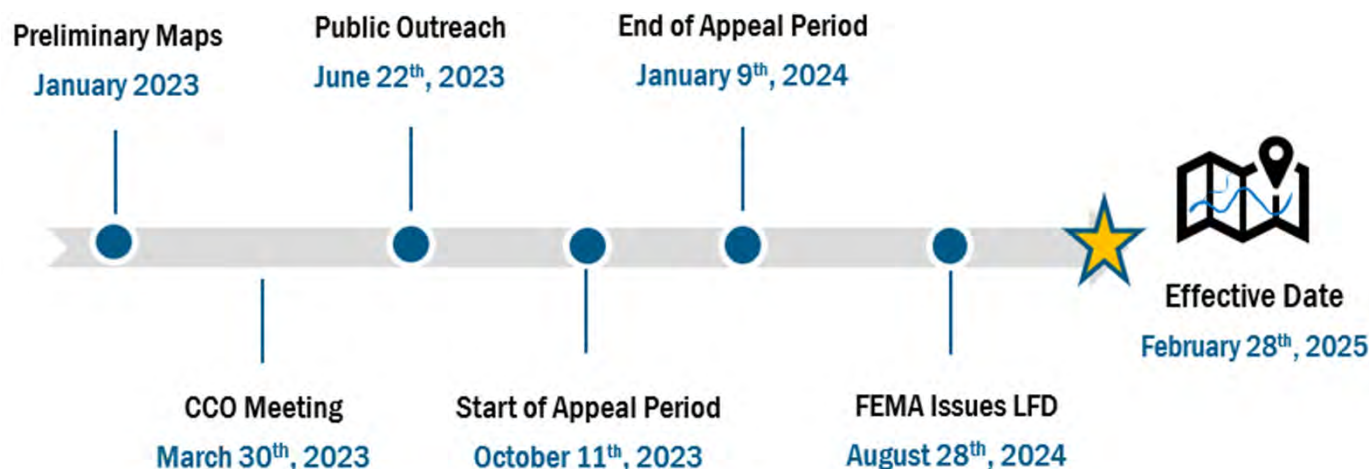 Preliminary Maps
January 2023
Public Outreach
June 22th, 2023
End of Appeal Period
January 9th, 2024
Effective Date
February 28th, 2025
CCO Meeting
March 30th, 2023
Start of Appeal Period
October 11th, 2023
FEMA Issues LFD
August 28th, 2024